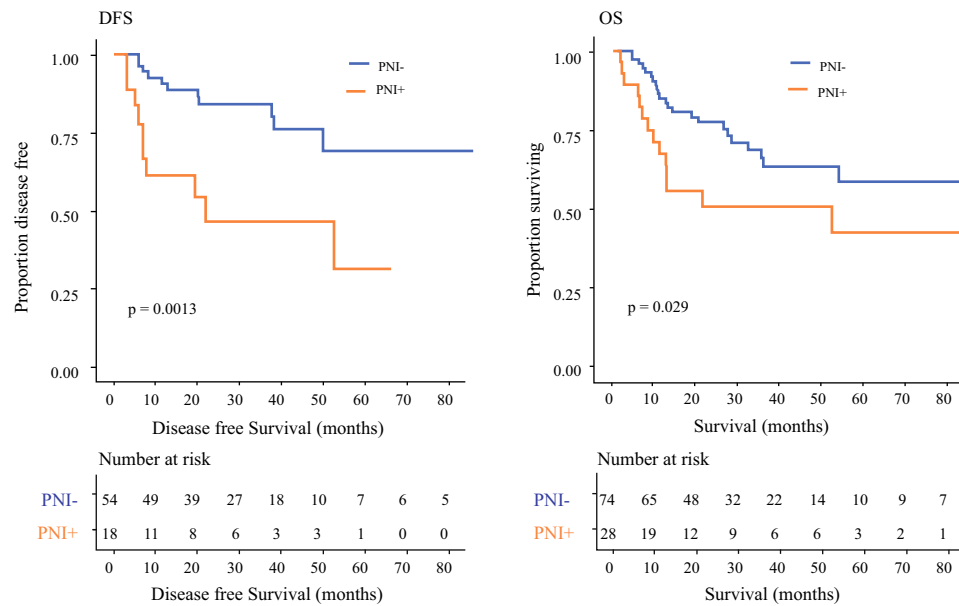 DFS
1.00
0.75
0.50
0.25
0.00
Proportion disease free
PNI-
PNI+
p = 0.0013
0 10 20 30 40 50 60 70 80
Disease free Survival (months)
Number at risk
PNI- 54 49 39 27 18 10 7 6 5
PNI+ 18 11 8 6 3 3 1 0 0
0 10 20 30 40 50 60 70 80
Disease free Survival (months)
OS
1.00
0.75
0.50
0.25
0.00
Proportion surviving
PNI-
PNI+
p = 0.029
0 10 20 30 40 50 60 70 80
Survival (months)
Number at risk
PNI- 74 65 48 32 22 14 10 9 7
PNI+ 28 19 12 9 6 6 3 2 1
0 10 20 30 40 50 60 70 80
Survival (months)